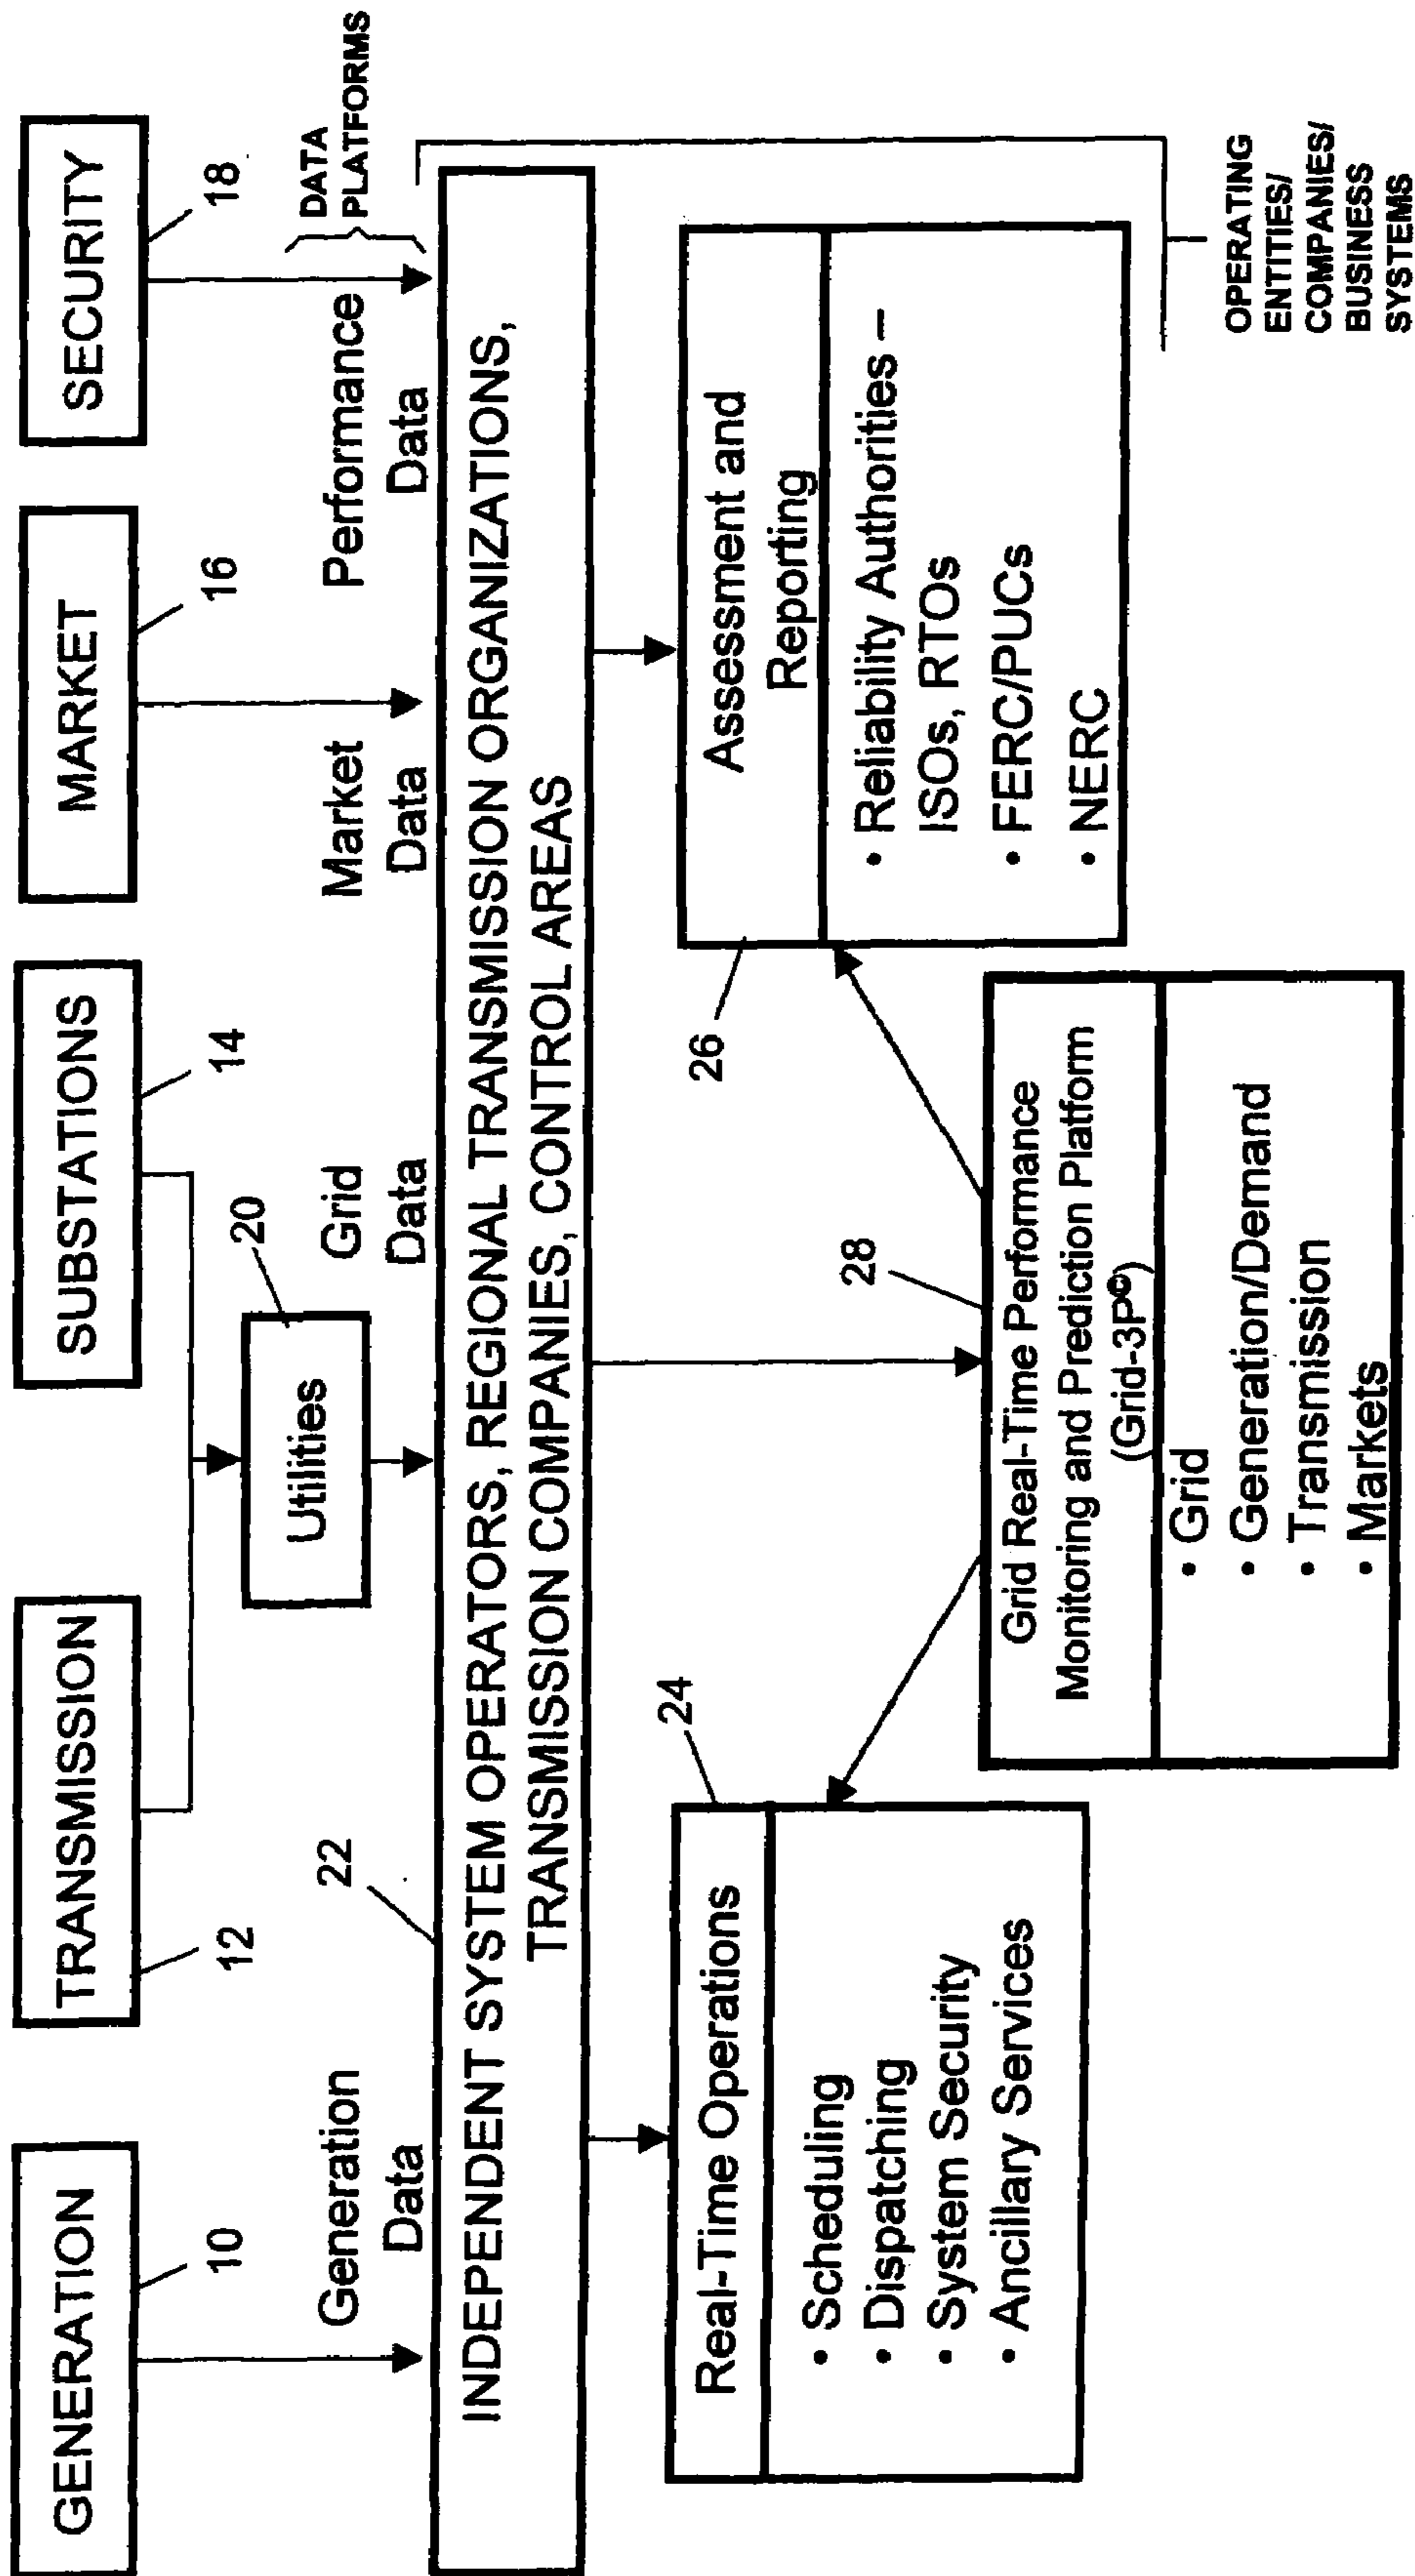 GENERATION
TRANSMISSION
SUBSTATIONS
MARKET
SECURITY
10
12
14
16
18
20
Utilities
Generation
Data
Grid
Data
Market
Data
Performance
Data
DATA
PLATFORMS
22
INDEPENDENT SYSTEM OPERATORS, REGIONAL TRANSMISSION ORGANIZATIONS,
TRANSMISSION COMPANIES, CONTROL AREAS
24
Real-Time Operations
• Scheduling
• Dispatching
• System Security
• Ancillary Services
28
Grid Real-Time Performance
Monitoring and Prediction Platform
(Grid-3P©)
• Grid
• Generation/Demand
• Transmission
• Markets
26
Assessment and
Reporting
• Reliability Authorities –
ISOs, RTOs
• FERC/PUCs
• NERC
OPERATING
ENTITIES/
COMPANIES/
BUSINESS
SYSTEMS